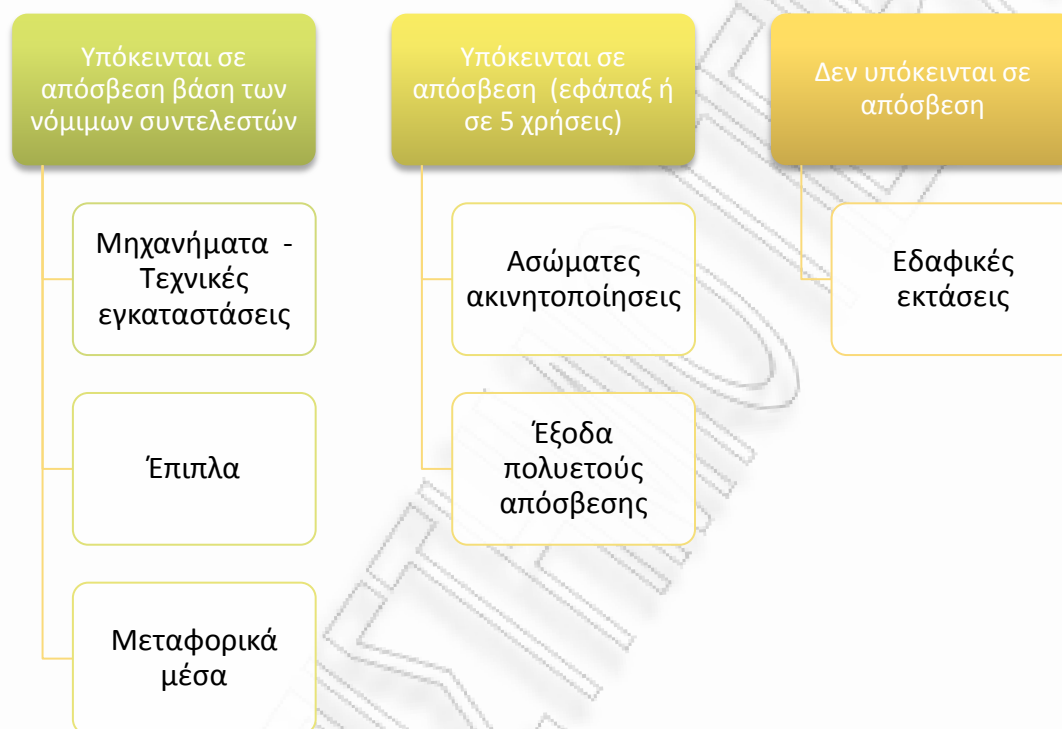 Υπόκεινται σε
απόσβεση βάση των
νόμιμων συντελεστών
Μηχανήματα -
Τεχνικές
εγκαταστάσεις
Έπιπλα
Μεταφορικά
μέσα
Υπόκεινται σε
απόσβεση (εφάπαξ ή
σε 5 χρήσεις)
Ασώματες
ακινητοποίησεις
Έξοδα
πολυετούς
απόσβεσης
Δεν υπόκεινται σε
απόσβεση
Εδαφικές
εκτάσεις